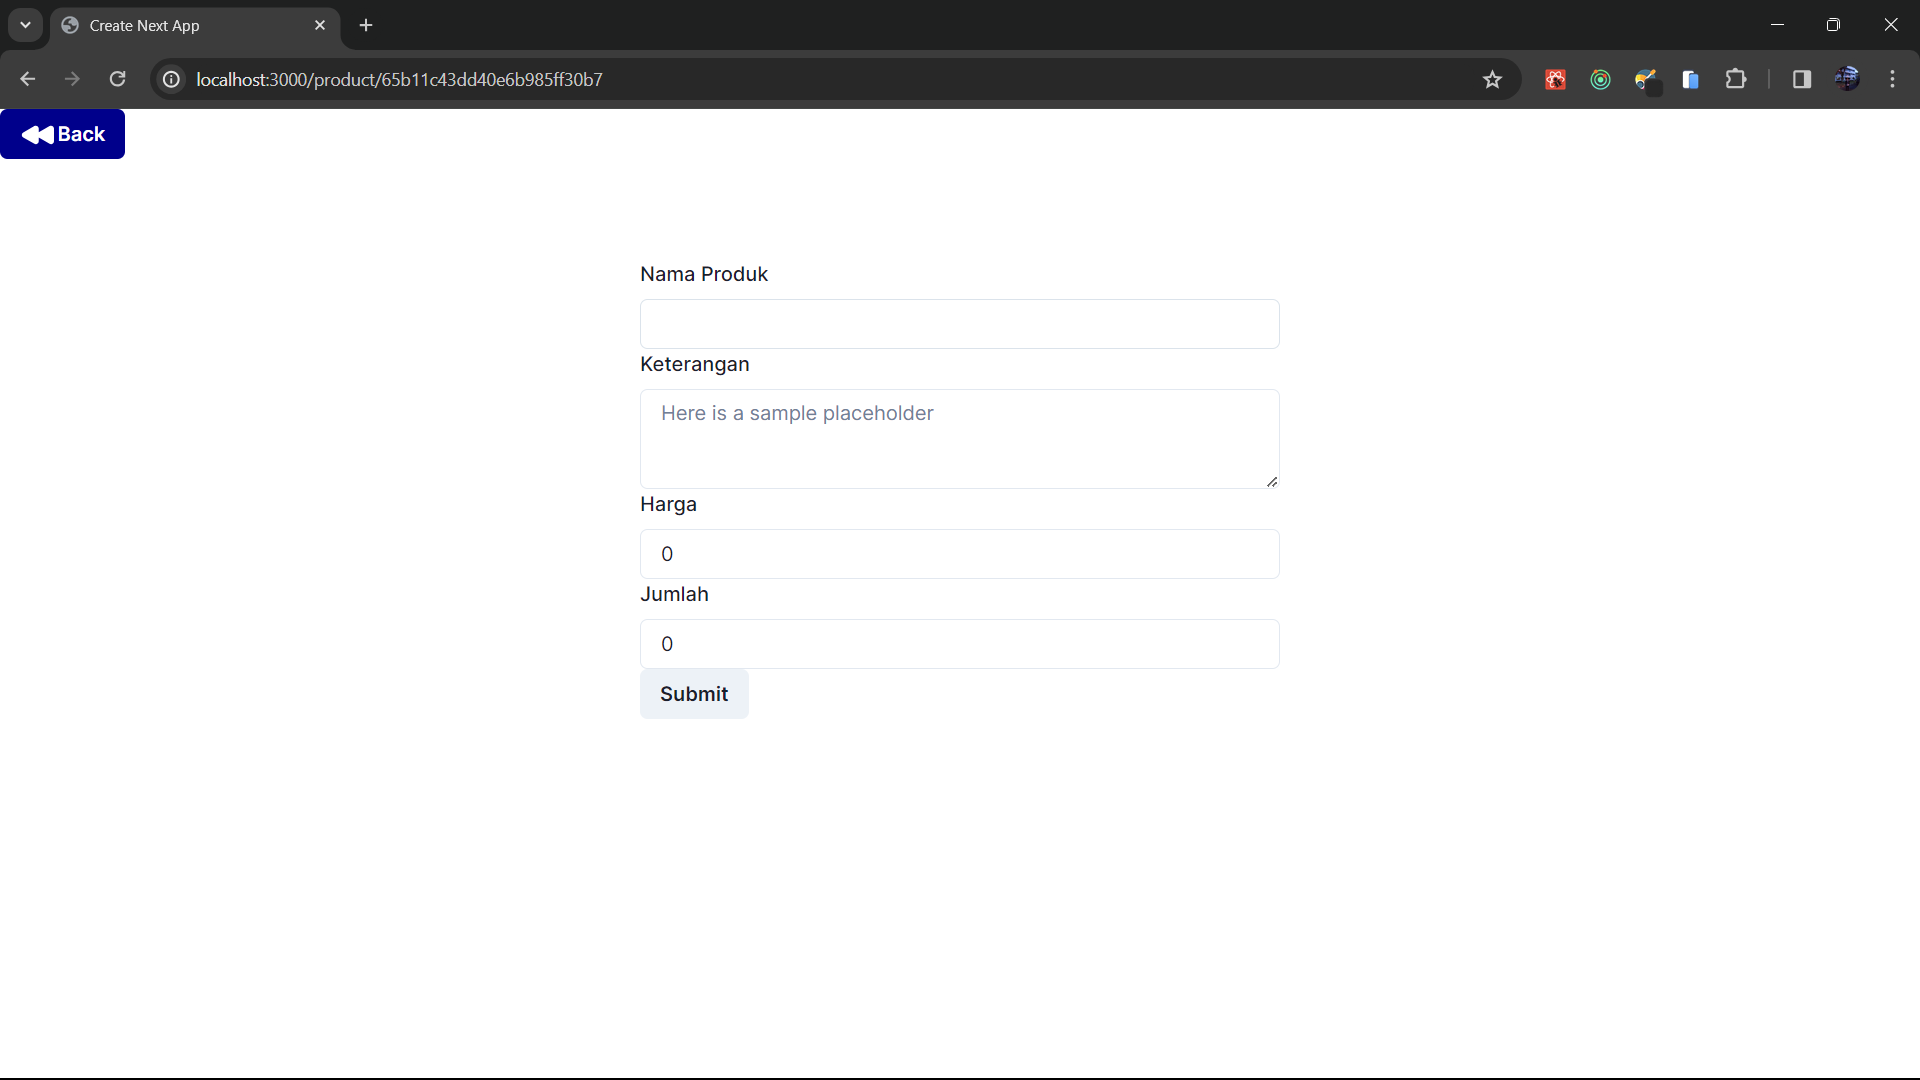 Create Next App
localhost:3000/product/65b11c43dd40e6b985ff30b7
Back
Nama Produk
Keterangan
Here is a sample placeholder
Harga
0
Jumlah
0
Submit